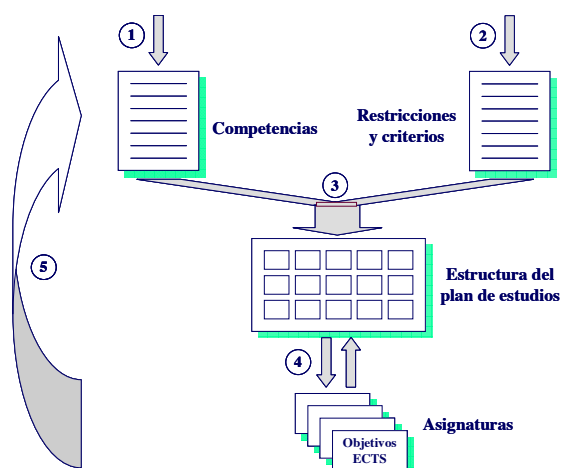 1
2
Competencias
Restricciones
y criterios
3
Estructura del
plan de estudios
5
4
Asignaturas
Objetivos
ECTS